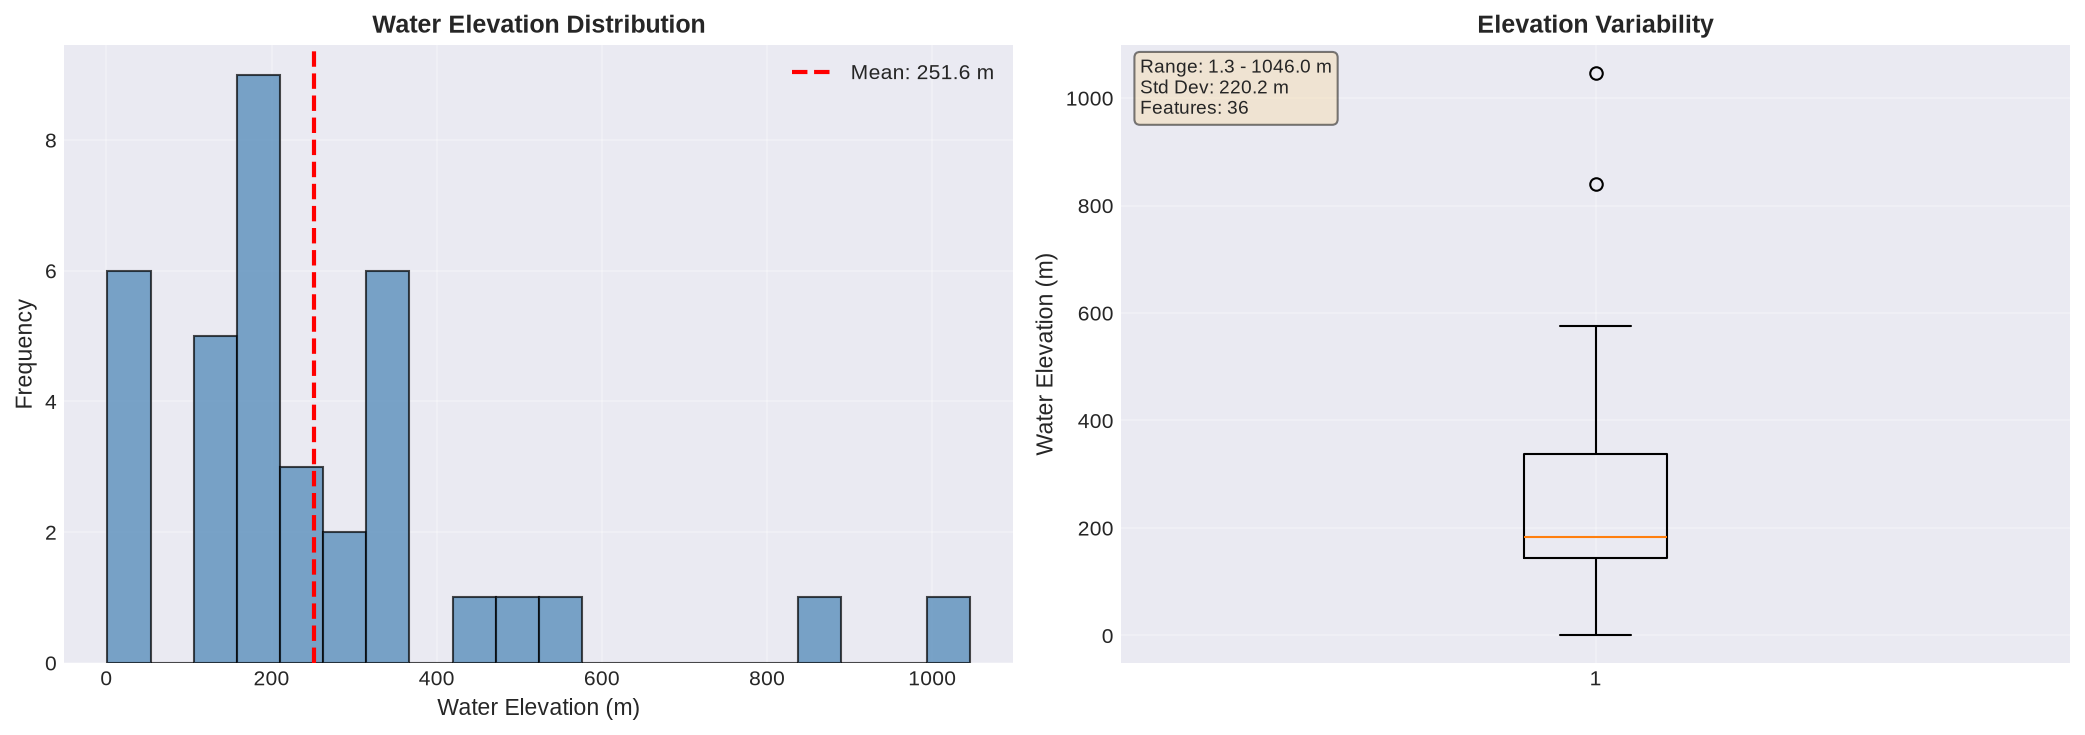 Water Elevation Distribution
Mean: 251.6 m
Frequency
8
6
4
2
0
0 200 400 600 800 1000
Water Elevation (m)
Elevation Variability
Range: 1.3 - 1046.0 m
Std Dev: 220.2 m
Features: 36
Water Elevation (m)
1000
800
600
400
200
0
1